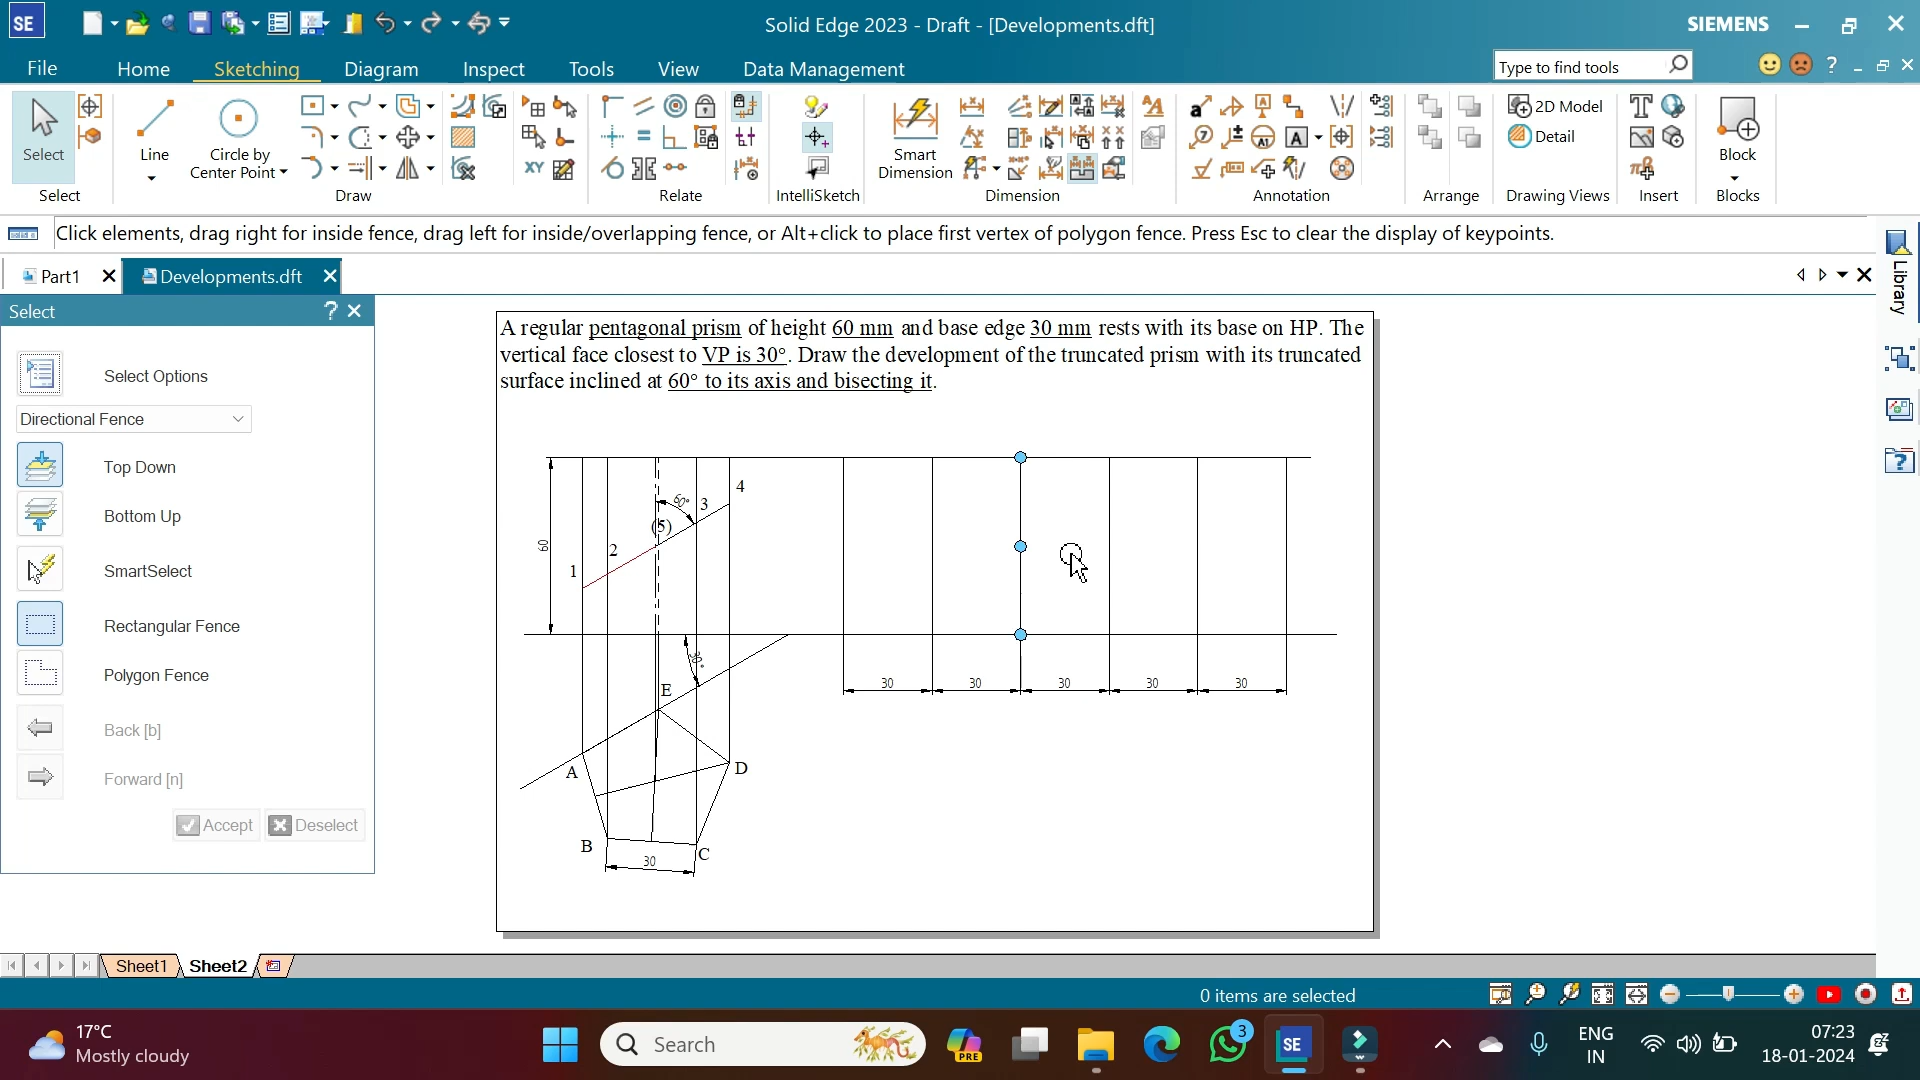 SE
Solid Edge 2023 - Draft - [Developments.dft]
SIEMENS
File
Home
Sketching
Diagram
Inspect
Tools
View
Data Management
Type to find tools
?
Select
Line
Circle by
Center Point
Smart
Dimension
XY
2D Model
Detail
Block
Select
Draw
Relate
IntelliSketch
Dimension
Annotation
Arrange
Drawing Views
Insert
Blocks
Click elements, drag right for inside fence, drag left for inside/overlapping fence, or Alt+click to place first vertex of polygon fence. Press Esc to clear the display of keypoints.
Part1
Developments.dft
Library
Select
?
Select Options
Directional Fence
Top Down
Bottom Up
SmartSelect
Rectangular Fence
Polygon Fence
Back [b]
Forward [n]
Accept
Deselect
A regular pentagonal prism of height 60 mm and base edge 30 mm rests with its base on HP. The
vertical face closest to VP is 30°. Draw the development of the truncated prism with its truncated
surface inclined at 60° to its axis and bisecting it.
4
60°
3
(5)
60
2
1
30°
E
30 30 30 30 30
A
D
B
C
30
Sheet1
Sheet2
0 items are selected
17°C
Mostly cloudy
Search
PRE
3
SE
ENG
IN
07:23
18-01-2024